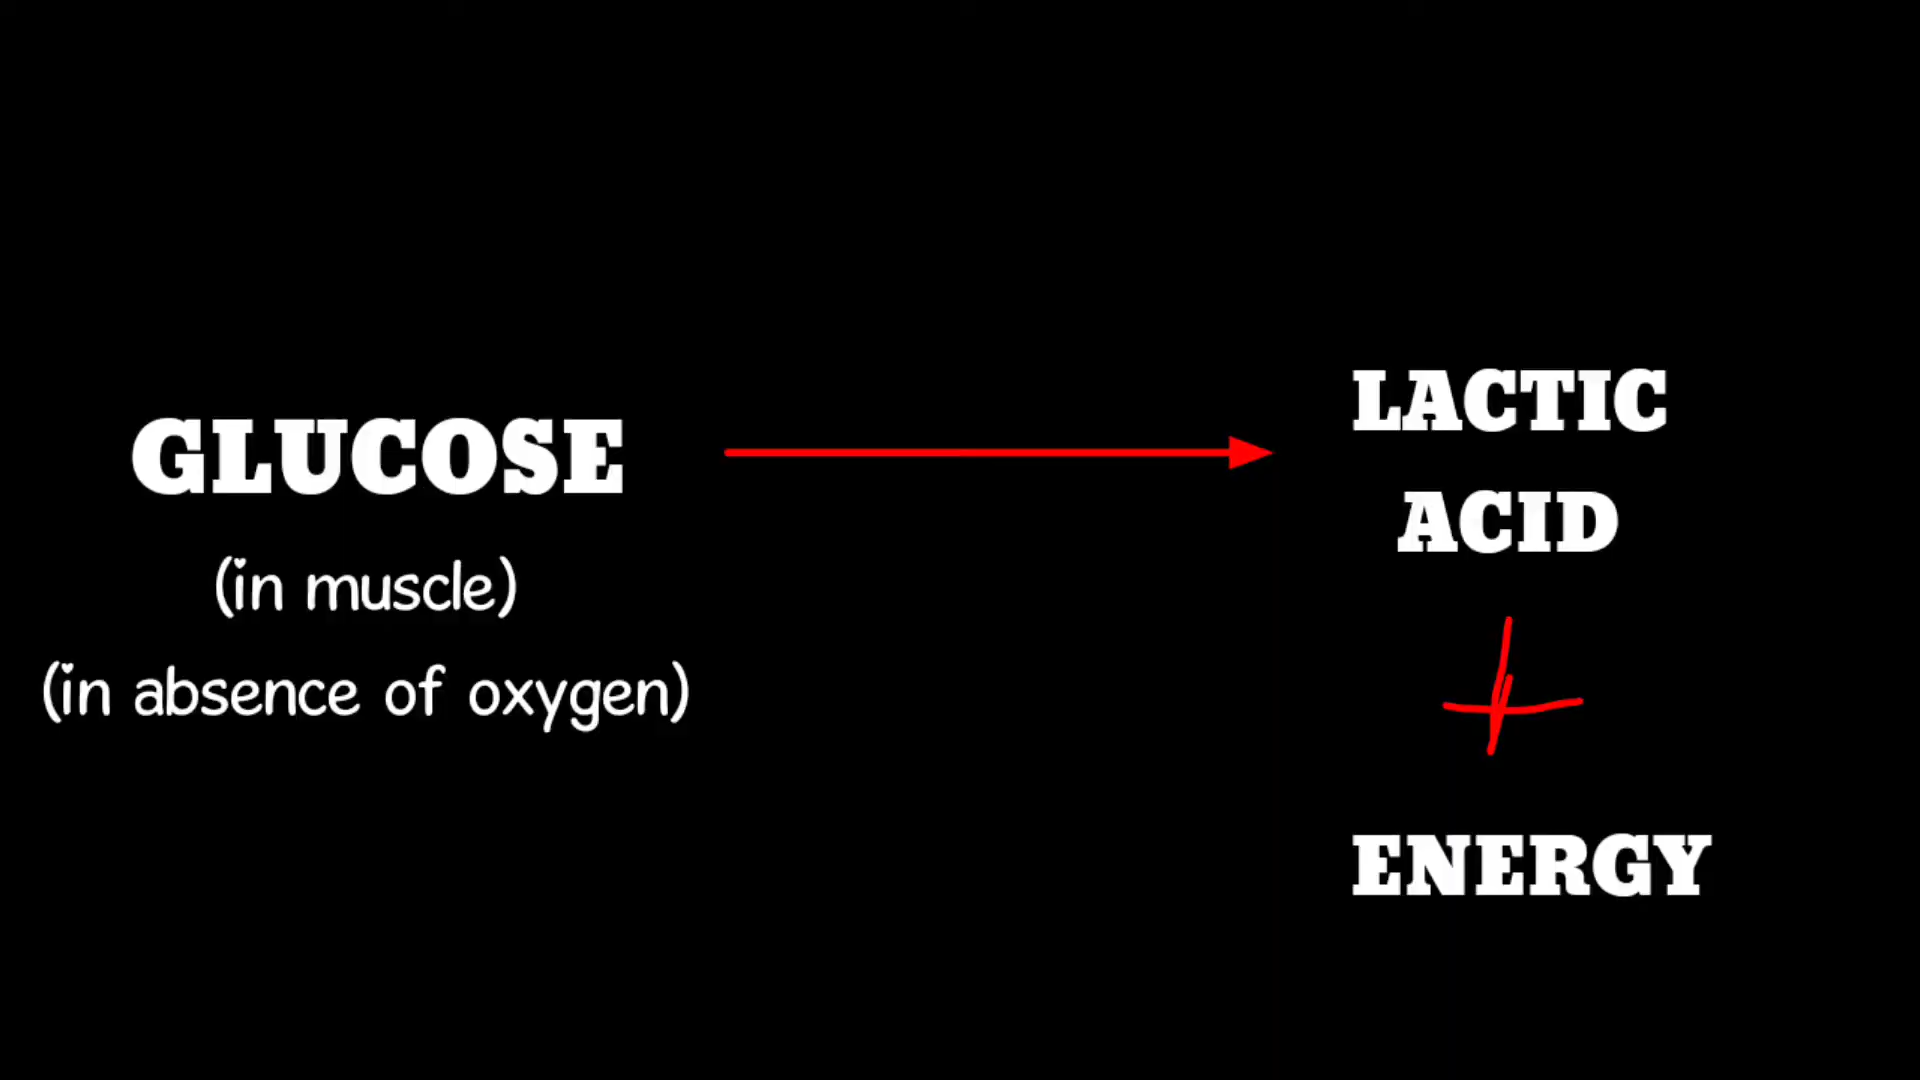 GLUCOSE
(in muscle)
(in absence of oxygen)
LACTIC
ACID
+
ENERGY